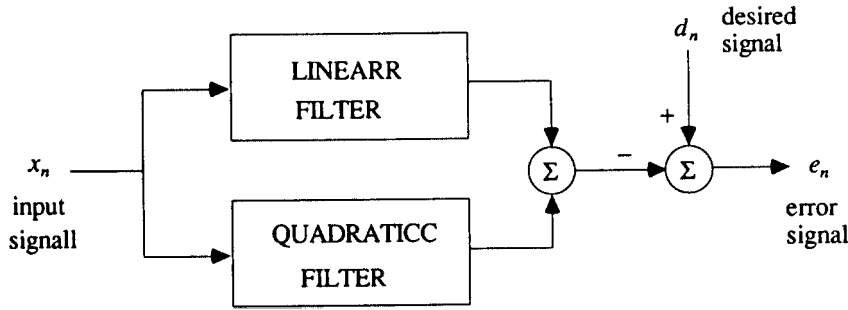 LINEARR
FILTER
d_n desired
signal
+
x_n
input
signall
Σ
−
Σ
e_n
error
signal
QUADRATICC
FILTER